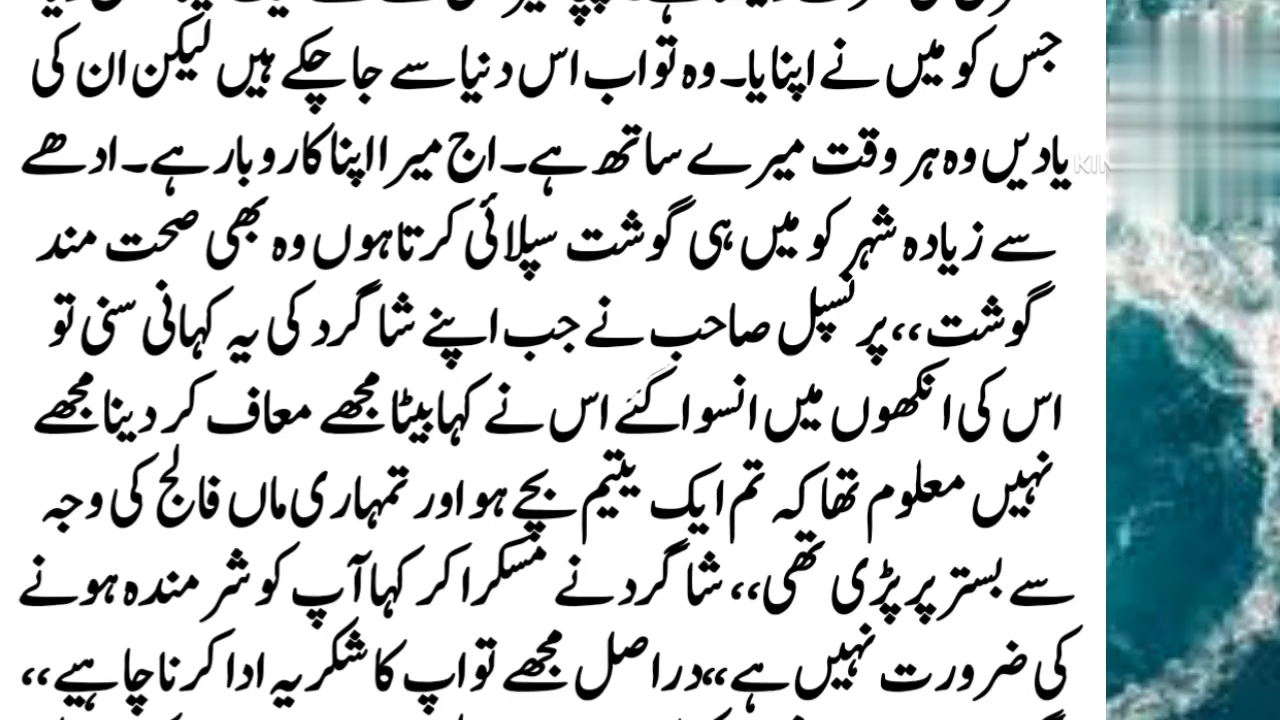 جس کو میں نے اپنایا۔ وہ تو اب اس دنیا سے جا چکے ہیں لیکن ان کی
یادیں وہ ہر وقت میرے ساتھ ہے۔ اج میرا اپنا کاروبار ہے۔ ادھے
سے زیادہ شہر کو میں ہی گوشت سپلائی کرتا ہوں وہ بھی صحت مند
گوشت،، پرنسپل صاحب نے جب اپنے شاگرد کی یہ کہانی سنی تو
اس کی انکھوں میں انسو اگئے اس نے کہا بیٹا مجھے معاف کر دینا مجھے
نہیں معلوم تھا کہ تم ایک یتیم بچے ہو اور تمہاری ماں فالج کی وجہ
سے بستر پر پڑی تھی،، شاگرد نے مسکرا کر کہا آپ کو شرمندہ ہونے
کی ضرورت نہیں ہے،، دراصل مجھے تو اپ کا شکریہ ادا کرنا چاہیے،،
KIN